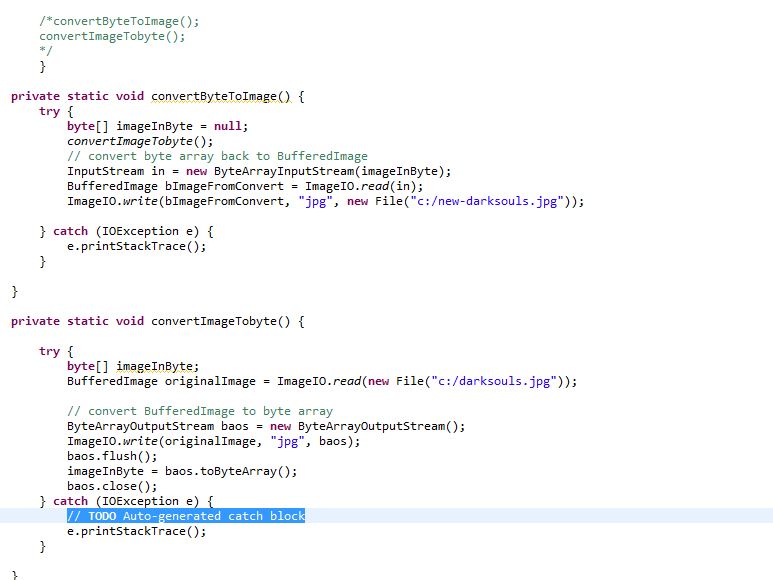 /*convertByteToImage();
convertImageTobyte();
*/
}
private static void convertByteToImage() {
try {
byte[] imageInByte = null;
convertImageTobyte();
// convert byte array back to BufferedImage
InputStream in = new ByteArrayInputStream(imageInByte);
BufferedImage bImageFromConvert = ImageIO.read(in);
ImageIO.write(bImageFromConvert, "jpg", new File("c:/new-darksouls.jpg"));
} catch (IOException e) {
e.printStackTrace();
}
}
private static void convertImageTobyte() {
try {
byte[] imageInByte;
BufferedImage originalImage = ImageIO.read(new File("c:/darksouls.jpg"));
// convert BufferedImage to byte array
ByteArrayOutputStream baos = new ByteArrayOutputStream();
ImageIO.write(originalImage, "jpg", baos);
baos.flush();
imageInByte = baos.toByteArray();
baos.close();
} catch (IOException e) {
// TODO Auto-generated catch block
e.printStackTrace();
}
}